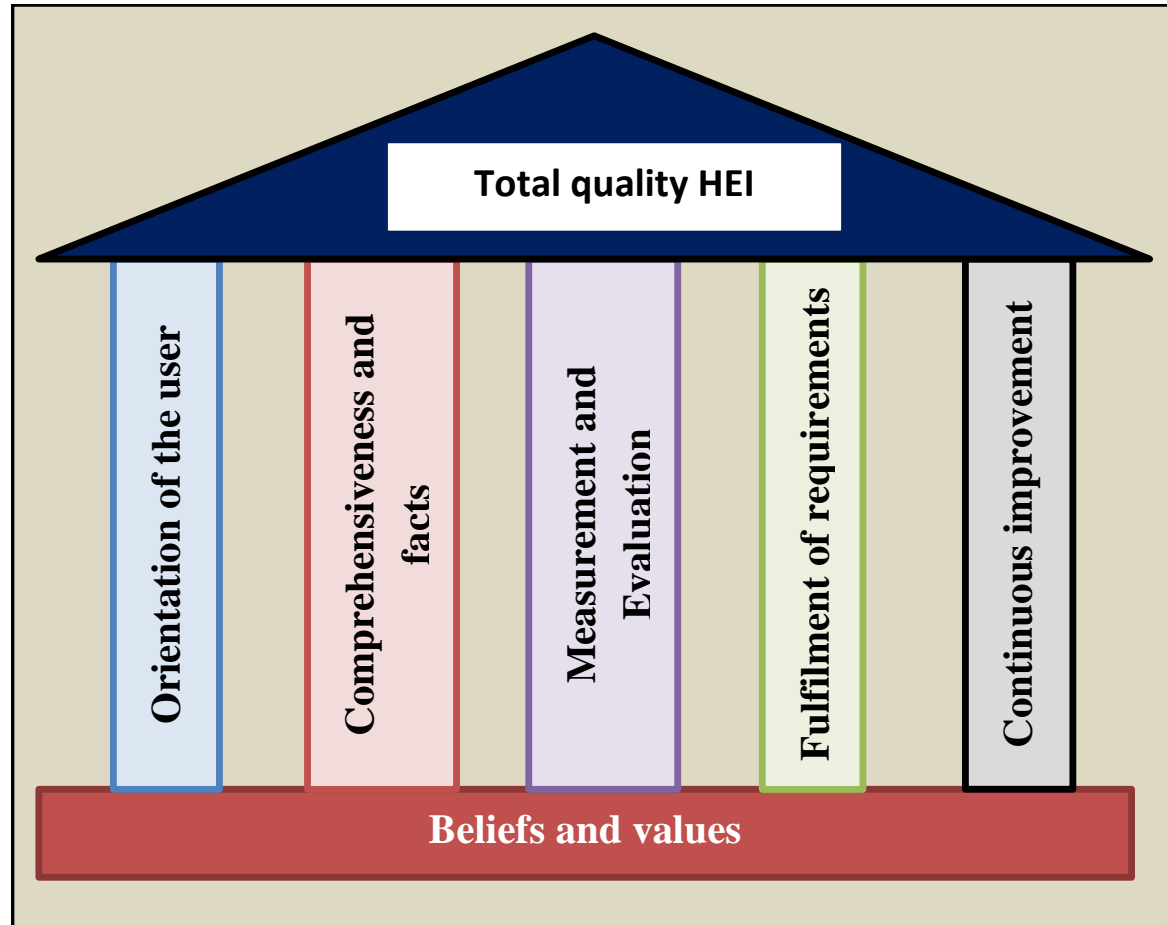 Total quality HEI
Orientation of the user
Comprehensiveness and
facts
Measurement and
Evaluation
Fulfilment of requirements
Continuous improvement
Beliefs and values